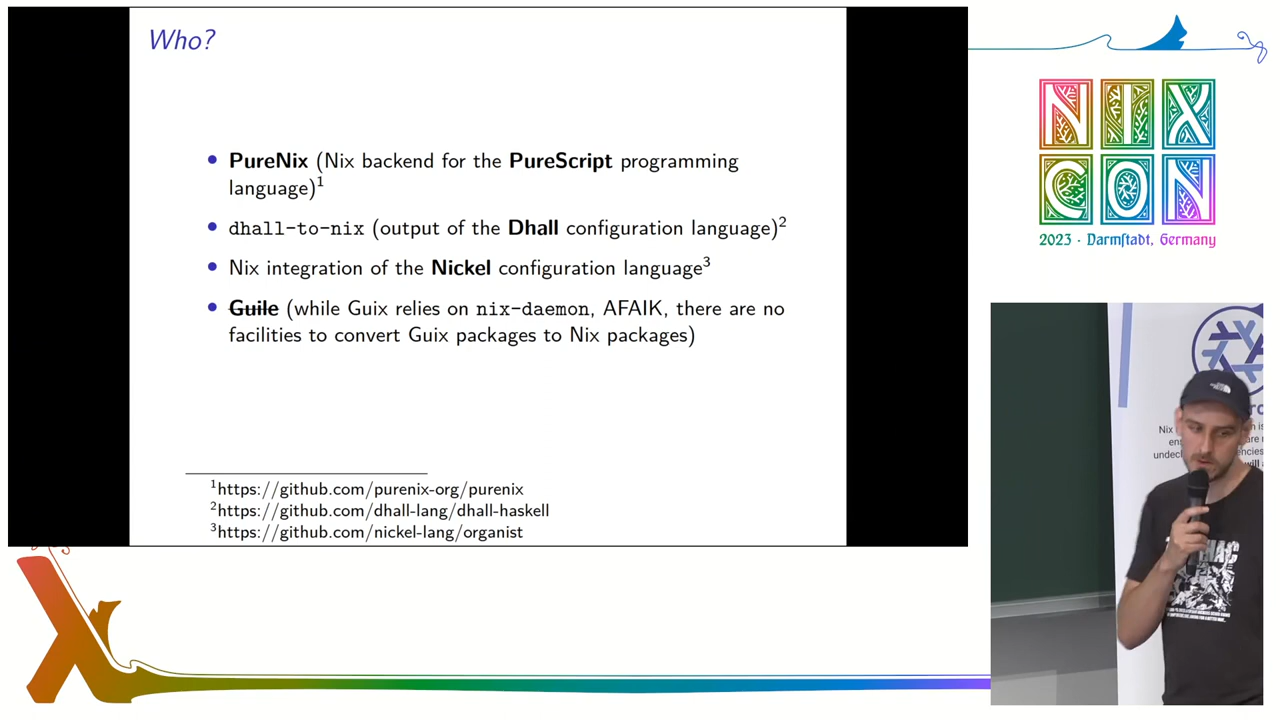 Who?
PureNix (Nix backend for the PureScript programming
language)1
dhall-to-nix (output of the Dhall configuration language)2
Nix integration of the Nickel configuration language3
Guile (while Guix relies on nix-daemon, AFAIK, there are no
facilities to convert Guix packages to Nix packages)
1https://github.com/purenix-org/purenix
2https://github.com/dhall-lang/dhall-haskell
3https://github.com/nickel-lang/organist
NIX
CON
2023 · Darmstadt, Germany
Nix
undec